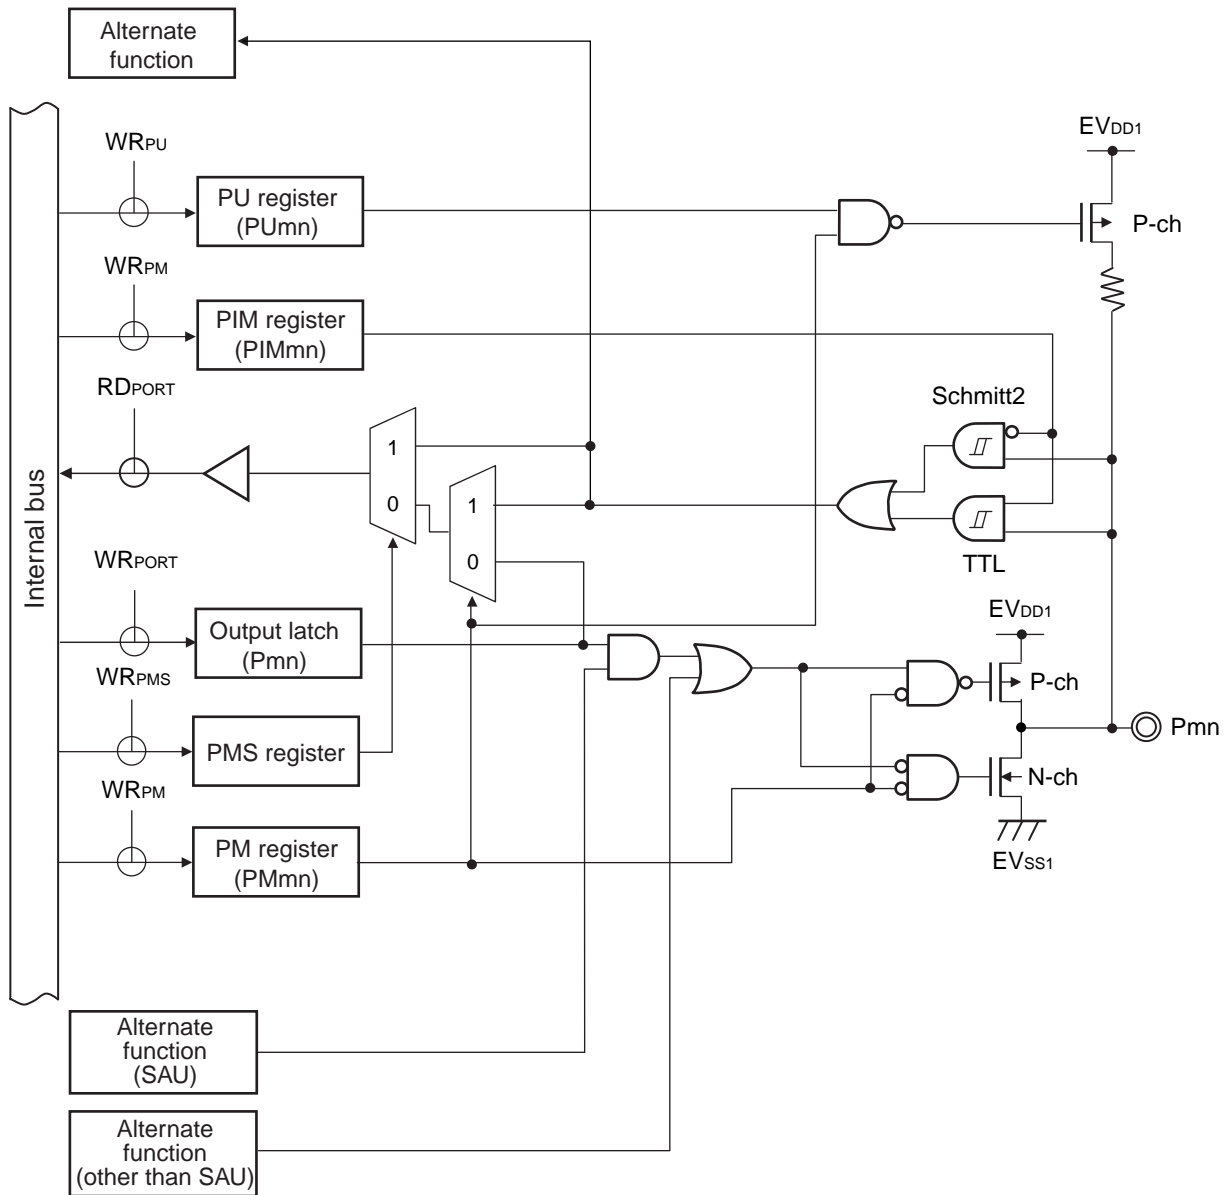 Alternate
function
EVDD1
WRPU
PU register
(PUmn)
P-ch
WRPM
PIM register
(PIMmn)
RDPORT
Schmitt2
1
0
1
0
TTL
Internal bus
WRPORT
Output latch
(Pmn)
EVDD1
P-ch
WRPMS
PMS register
Pmn
N-ch
WRPM
PM register
(PMmn)
EVSS1
Alternate
function
(SAU)
Alternate
function
(other than SAU)